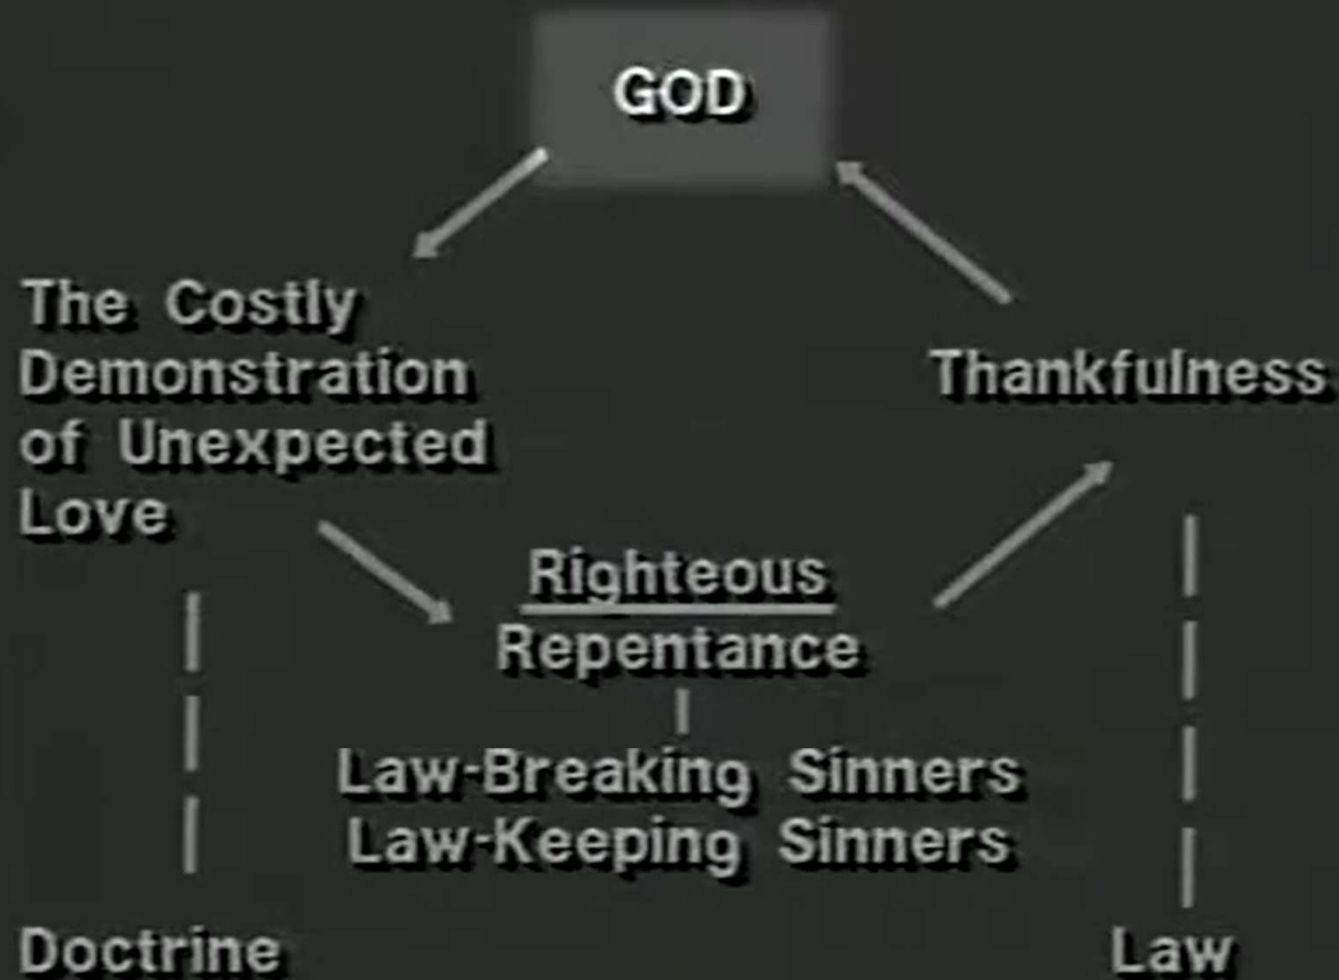 GOD
The Costly
Demonstration
of Unexpected
Love
Thankfulness
Righteous
Repentance
Law-Breaking Sinners
Law-Keeping Sinners
Doctrine
Law